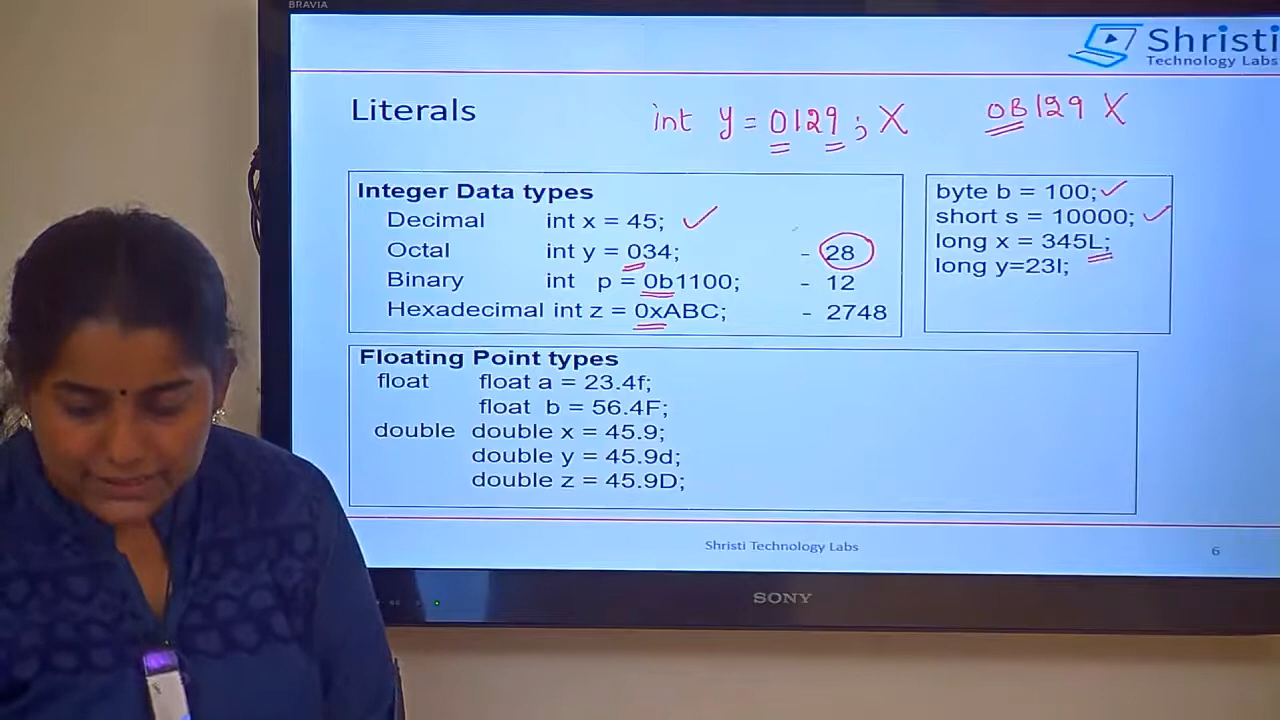 BRAVIA
Shristi
Technology Labs
Literals
int y = 0129 ; X
0B129 X
Integer Data types
Decimal int x = 45; ✓
Octal int y = 034; - 28
Binary int p = 0b1100; - 12
Hexadecimal int z = 0xABC; - 2748
byte b = 100; ✓
short s = 10000; ✓
long x = 345L;
long y=23l;
Floating Point types
float float a = 23.4f;
float b = 56.4F;
double double x = 45.9;
double y = 45.9d;
double z = 45.9D;
Shristi Technology Labs
6
SONY